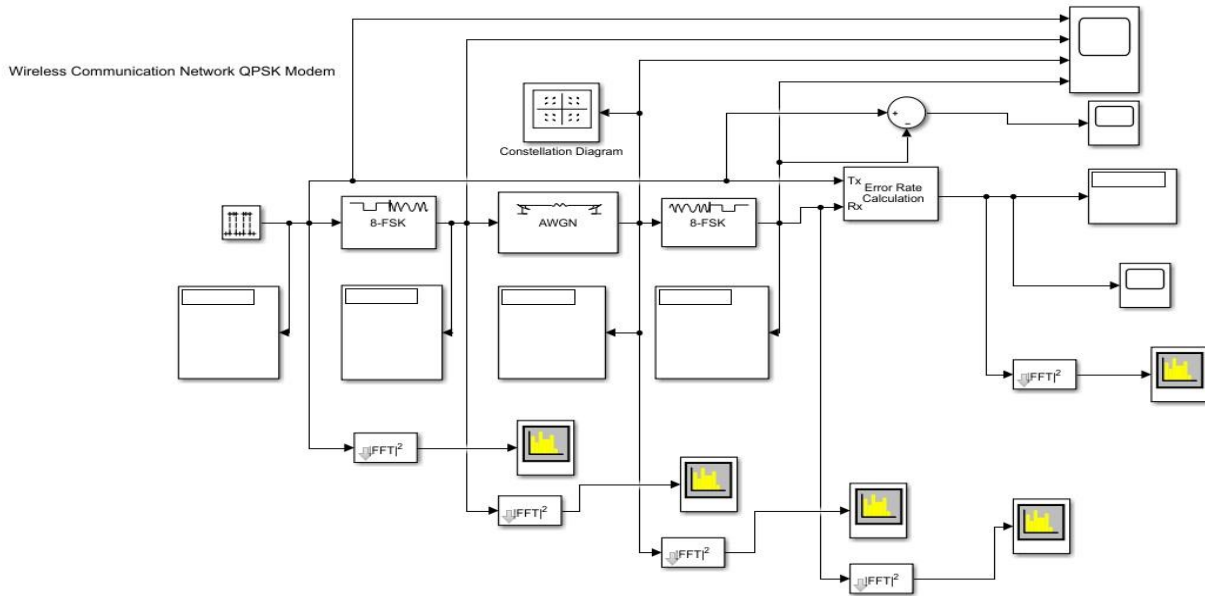 Wireless Communication Network QPSK Modem
Constellation Diagram
Tx
Rx
Error Rate
Calculation
8-FSK
AWGN
8-FSK
+
−
|FFT|²
|FFT|²
|FFT|²
|FFT|²
|FFT|²